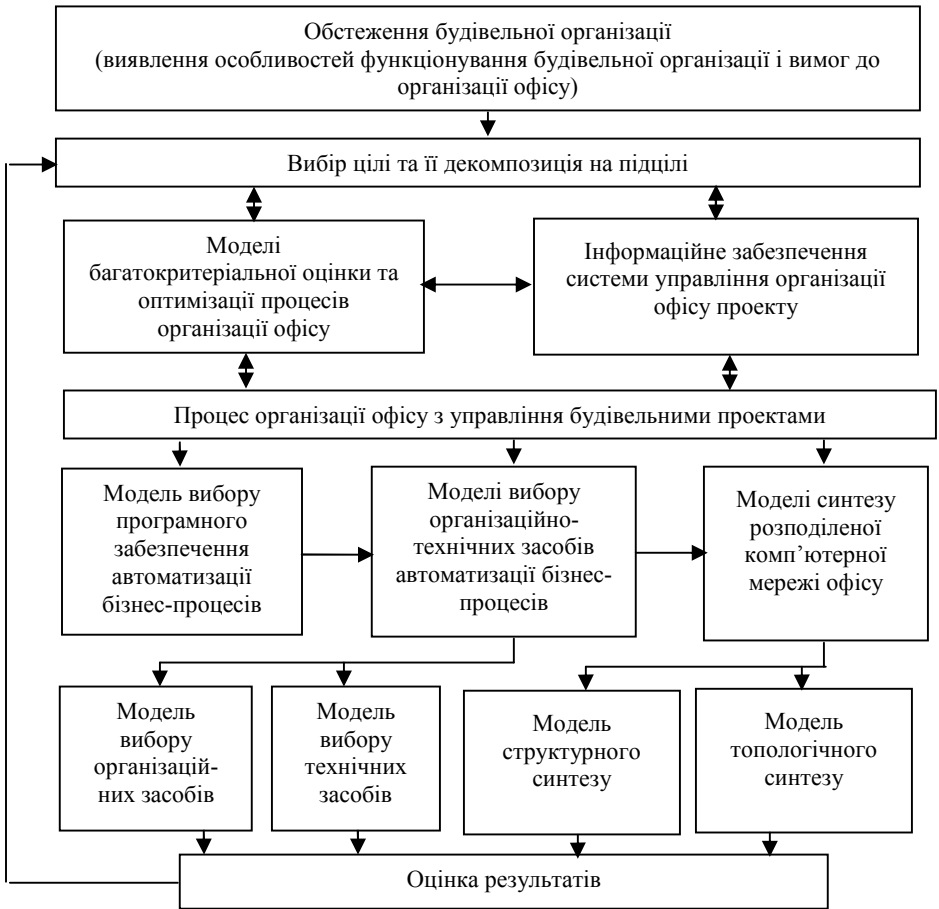 Обстеження будівельної організації
(виявлення особливостей функціонування будівельної організації і вимог до
організації офісу)
Вибір цілі та її декомпозиція на підцілі
Моделі
багатокритеріальної оцінки та
оптимізації процесів
організації офісу
Інформаційне забезпечення
системи управління організації
офісу проекту
Процес організації офісу з управління будівельними проектами
Модель вибору
програмного
забезпечення
автоматизації
бізнес-процесів
Моделі вибору
організаційно-
технічних засобів
автоматизації бізнес-
процесів
Моделі синтезу
розподіленої
комп’ютерної
мережі офісу
Модель
вибору
організацій-
них засобів
Модель
вибору
технічних
засобів
Модель
структурного
синтезу
Модель
топологічного
синтезу
Оцінка результатів